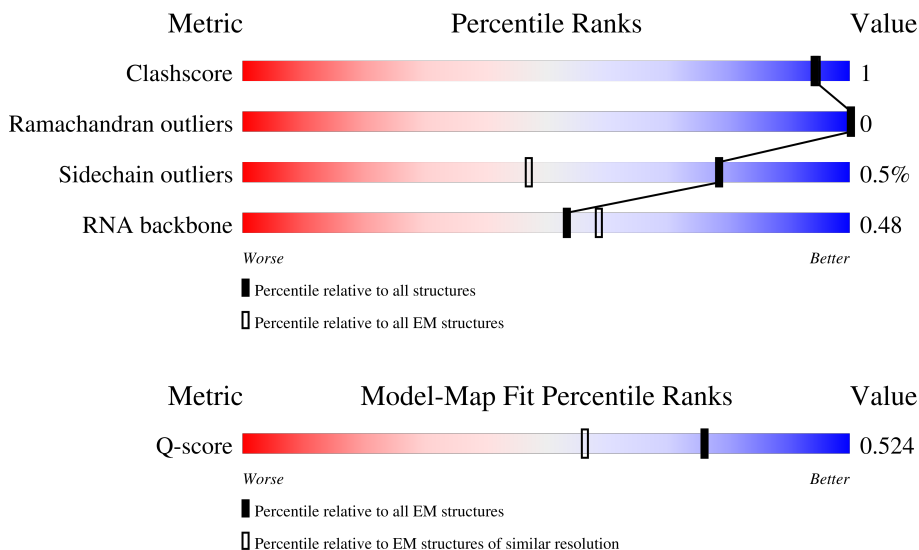 Metric Percentile Ranks Value
Clashscore 1
Ramachandran outliers 0
Sidechain outliers 0.5%
RNA backbone 0.48
Worse Better
Percentile relative to all structures
Percentile relative to all EM structures
Metric Model-Map Fit Percentile Ranks Value
Q-score 0.524
Worse Better
Percentile relative to all EM structures
Percentile relative to EM structures of similar resolution